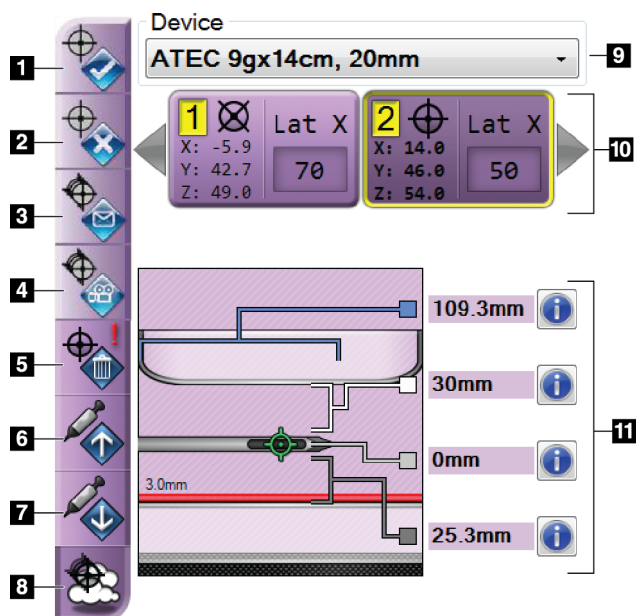 Device
ATEC 9gx14cm, 20mm
9
1
2
3
4
5
6
7
8
1
Lat X
X: -5.9
Y: 42.7
Z: 49.0
70
2
Lat X
X: 14.0
Y: 46.0
Z: 54.0
50
10
109.3mm
30mm
0mm
3.0mm
25.3mm
11